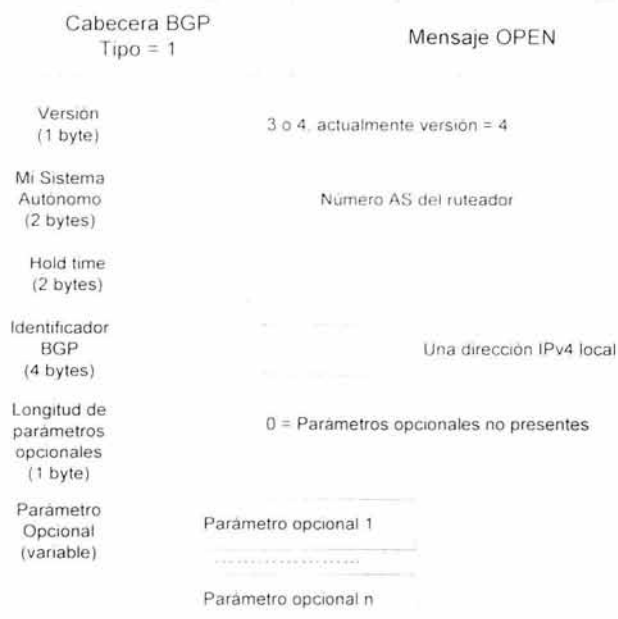 Cabecera BGP
Tipo = 1
Mensaje OPEN
Versión
(1 byte)
3 o 4, actualmente versión = 4
Mi Sistema
Autónomo
(2 bytes)
Número AS del ruteador
Hold time
(2 bytes)
Identificador
BGP
(4 bytes)
Una dirección IPv4 local
Longitud de
parámetros
opcionales
(1 byte)
0 = Parámetros opcionales no presentes
Parámetro
Opcional
(variable)
Parámetro opcional 1
Parámetro opcional n